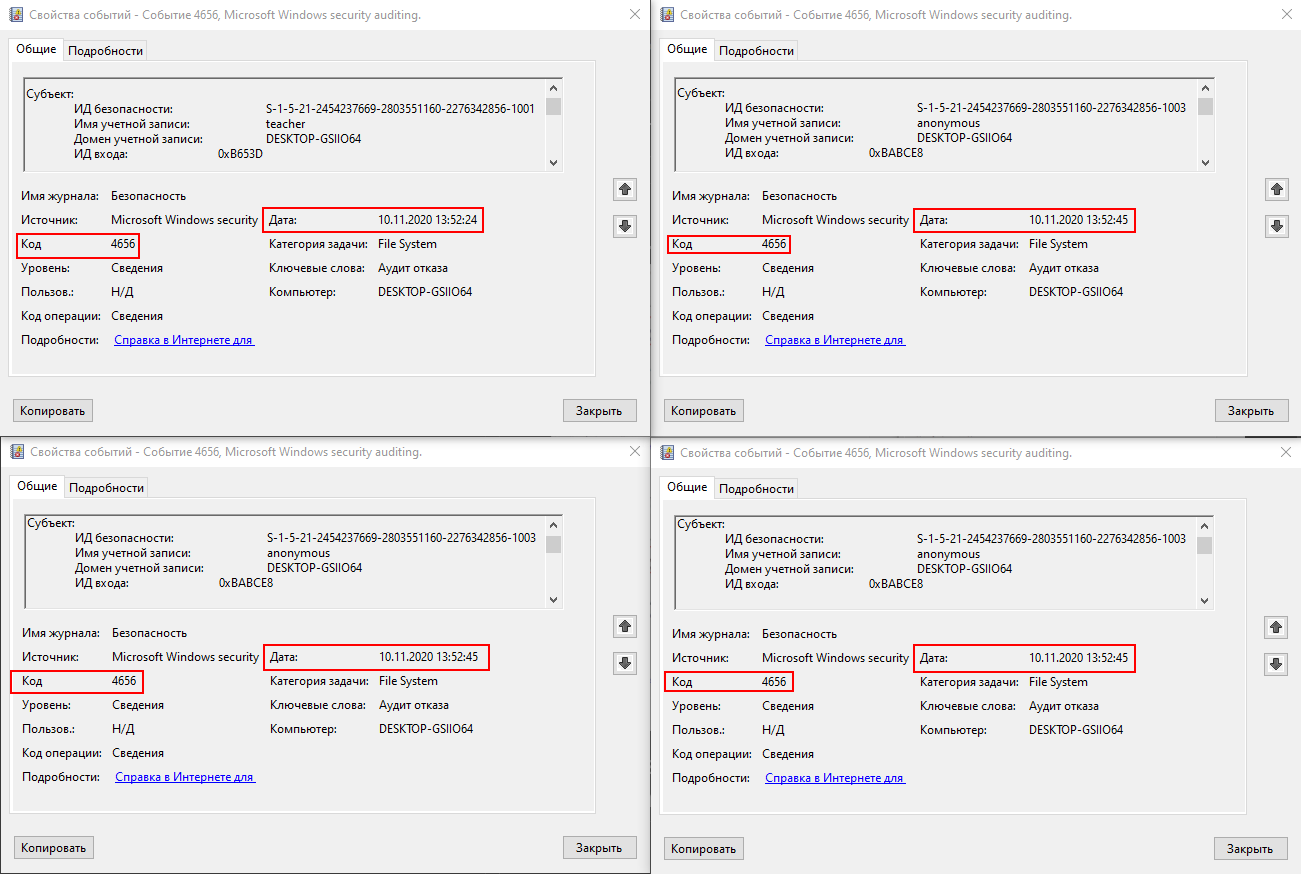 Свойства событий - Событие 4656, Microsoft Windows security auditing.
Общие Подробности
Субъект:
ИД безопасности: S-1-5-21-2454237669-2803551160-2276342856-1001
Имя учетной записи: teacher
Домен учетной записи: DESKTOP-GSIIO64
ИД входа: 0xB653D
Имя журнала: Безопасность
Источник: Microsoft Windows security Дата: 10.11.2020 13:52:24
Код 4656 Категория задачи: File System
Уровень: Сведения Ключевые слова: Аудит отказа
Пользов.: Н/Д Компьютер: DESKTOP-GSIIO64
Код операции: Сведения
Подробности: Справка в Интернете для
Копировать Закрыть
Свойства событий - Событие 4656, Microsoft Windows security auditing.
Общие Подробности
Субъект:
ИД безопасности: S-1-5-21-2454237669-2803551160-2276342856-1003
Имя учетной записи: anonymous
Домен учетной записи: DESKTOP-GSIIO64
ИД входа: 0xBABCE8
Имя журнала: Безопасность
Источник: Microsoft Windows security Дата: 10.11.2020 13:52:45
Код 4656 Категория задачи: File System
Уровень: Сведения Ключевые слова: Аудит отказа
Пользов.: Н/Д Компьютер: DESKTOP-GSIIO64
Код операции: Сведения
Подробности: Справка в Интернете для
Копировать Закрыть
Свойства событий - Событие 4656, Microsoft Windows security auditing.
Общие Подробности
Субъект:
ИД безопасности: S-1-5-21-2454237669-2803551160-2276342856-1003
Имя учетной записи: anonymous
Домен учетной записи: DESKTOP-GSIIO64
ИД входа: 0xBABCE8
Имя журнала: Безопасность
Источник: Microsoft Windows security Дата: 10.11.2020 13:52:45
Код 4656 Категория задачи: File System
Уровень: Сведения Ключевые слова: Аудит отказа
Пользов.: Н/Д Компьютер: DESKTOP-GSIIO64
Код операции: Сведения
Подробности: Справка в Интернете для
Копировать Закрыть
Свойства событий - Событие 4656, Microsoft Windows security auditing.
Общие Подробности
Субъект:
ИД безопасности: S-1-5-21-2454237669-2803551160-2276342856-1003
Имя учетной записи: anonymous
Домен учетной записи: DESKTOP-GSIIO64
ИД входа: 0xBABCE8
Имя журнала: Безопасность
Источник: Microsoft Windows security Дата: 10.11.2020 13:52:45
Код 4656 Категория задачи: File System
Уровень: Сведения Ключевые слова: Аудит отказа
Пользов.: Н/Д Компьютер: DESKTOP-GSIIO64
Код операции: Сведения
Подробности: Справка в Интернете для
Копировать Закрыть